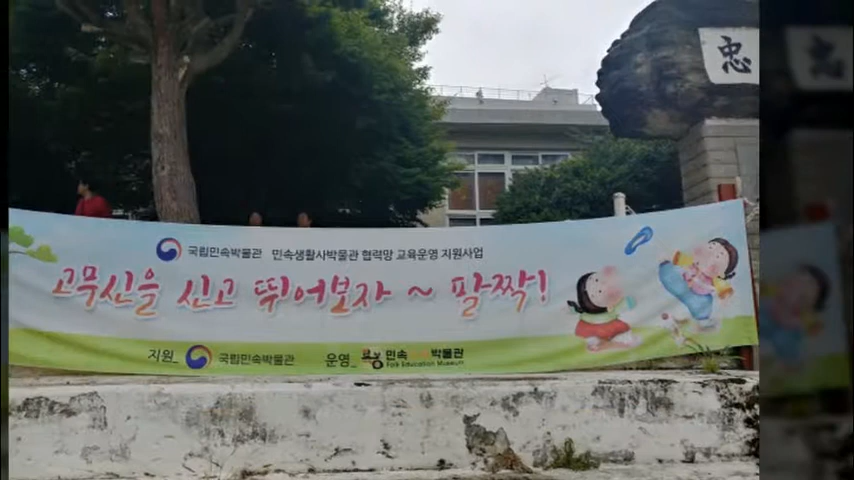 忠
국립민속박물관 민속생활사박물관 협력망 교육운영 지원사업
고무신을 신고 뛰어보자 ~ 팔짝!
지원_ 국립민속박물관 운영_ 민속 박물관
Folk Education Museum